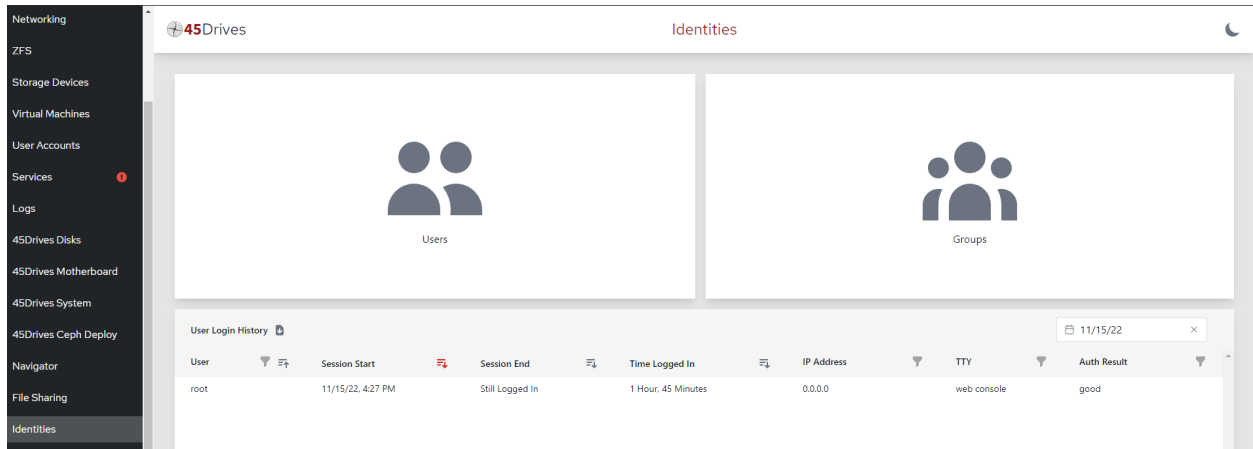 Networking
ZFS
Storage Devices
Virtual Machines
User Accounts
Services
Logs
45Drives Disks
45Drives Motherboard
45Drives System
45Drives Ceph Deploy
Navigator
File Sharing
Identities
45Drives
Identities
Users
Groups
User Login History
11/15/22
User Session Start Session End Time Logged In IP Address TTY Auth Result
root 11/15/22, 4:27 PM Still Logged In 1 Hour, 45 Minutes 0.0.0.0 web console good